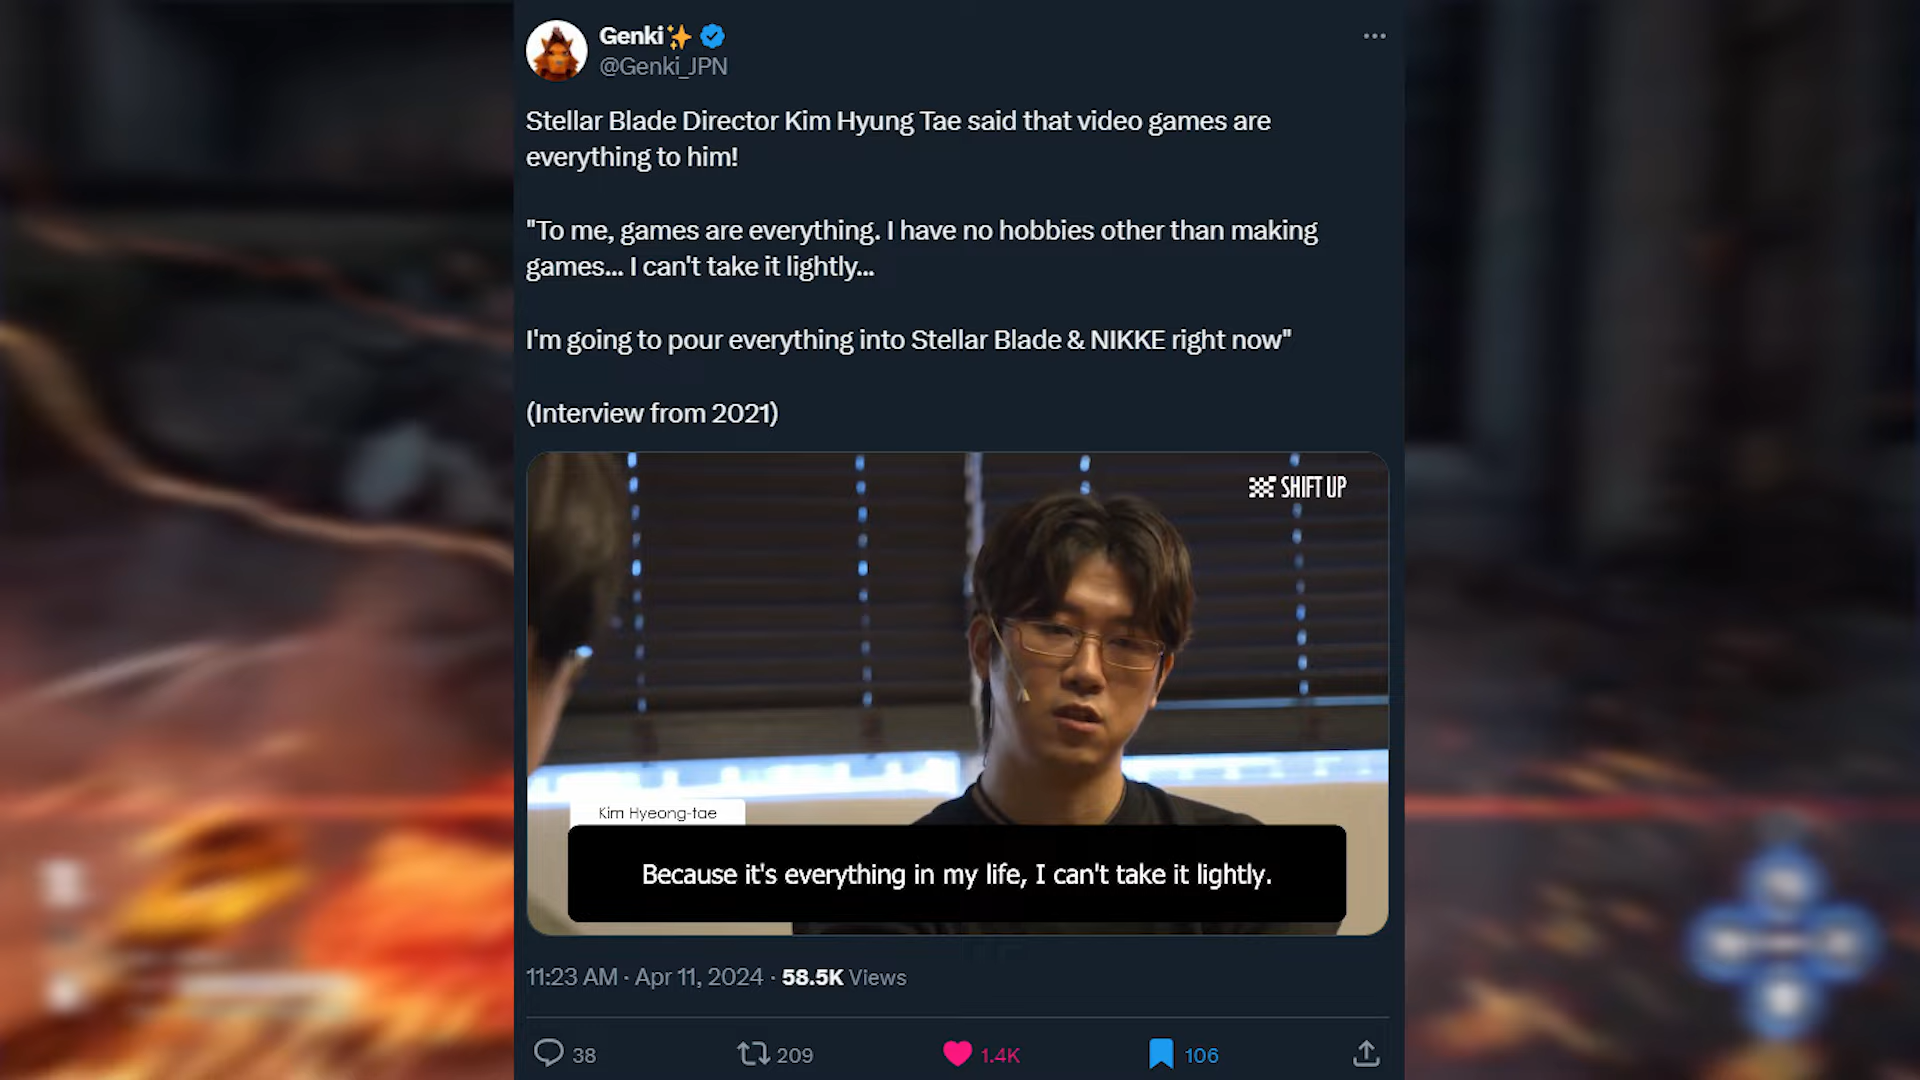 Genki
@Genki_JPN
Stellar Blade Director Kim Hyung Tae said that video games are
everything to him!
"To me, games are everything. I have no hobbies other than making
games... I can't take it lightly...
I'm going to pour everything into Stellar Blade & NIKKE right now"
(Interview from 2021)
SHIFT UP
Kim Hyeong-tae
Because it's everything in my life, I can't take it lightly.
11:23 AM · Apr 11, 2024 · 58.5K Views
38 209 1.4K 106